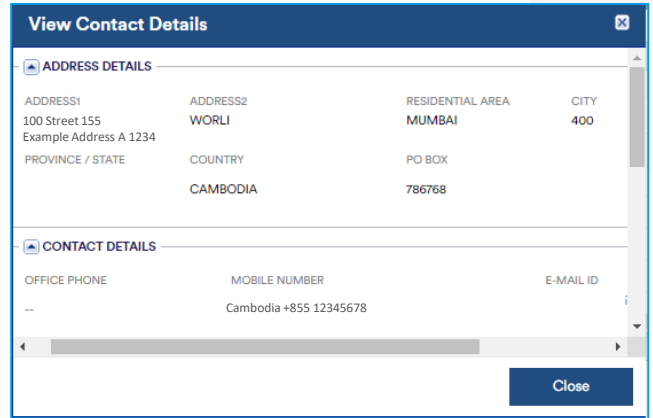 View Contact Details
ADDRESS DETAILS
ADDRESS1 ADDRESS2 RESIDENTIAL AREA CITY
100 Street 155 WORLI MUMBAI 400
Example Address A 1234
PROVINCE / STATE COUNTRY PO BOX
CAMBODIA 786768
CONTACT DETAILS
OFFICE PHONE MOBILE NUMBER E-MAIL ID
-- Cambodia +855 12345678
Close